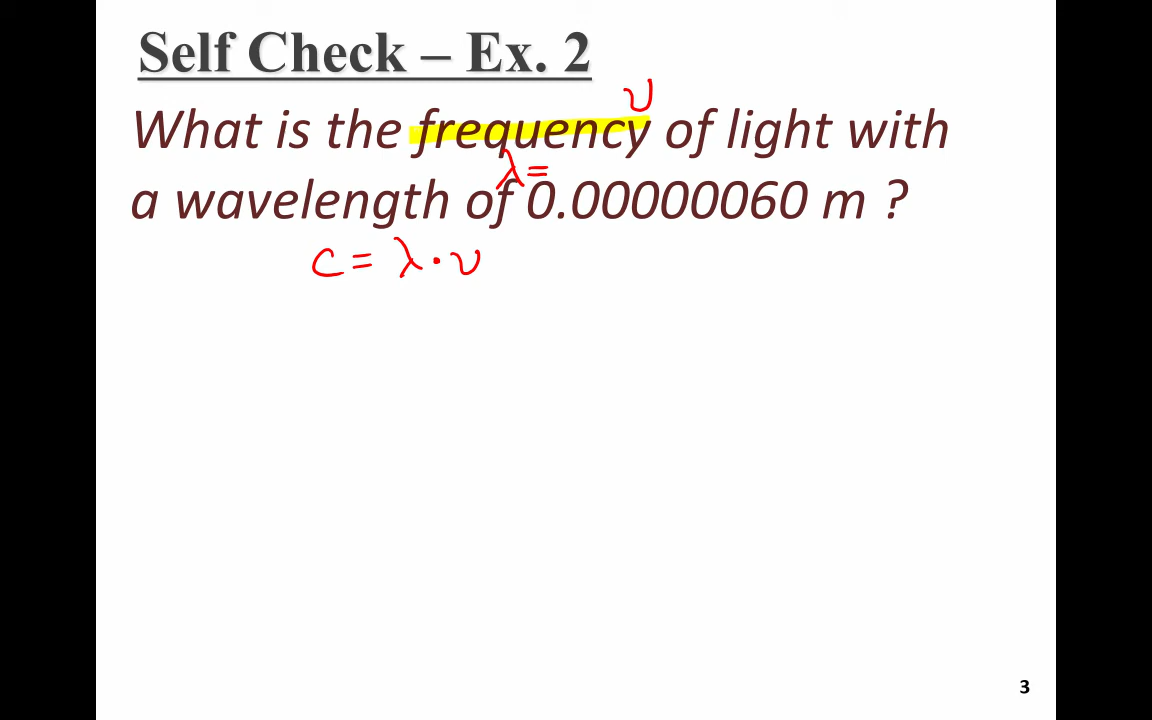 Self Check – Ex. 2
ν
What is the frequency of light with
λ =
a wavelength of 0.00000060 m ?
c = λ · ν
3